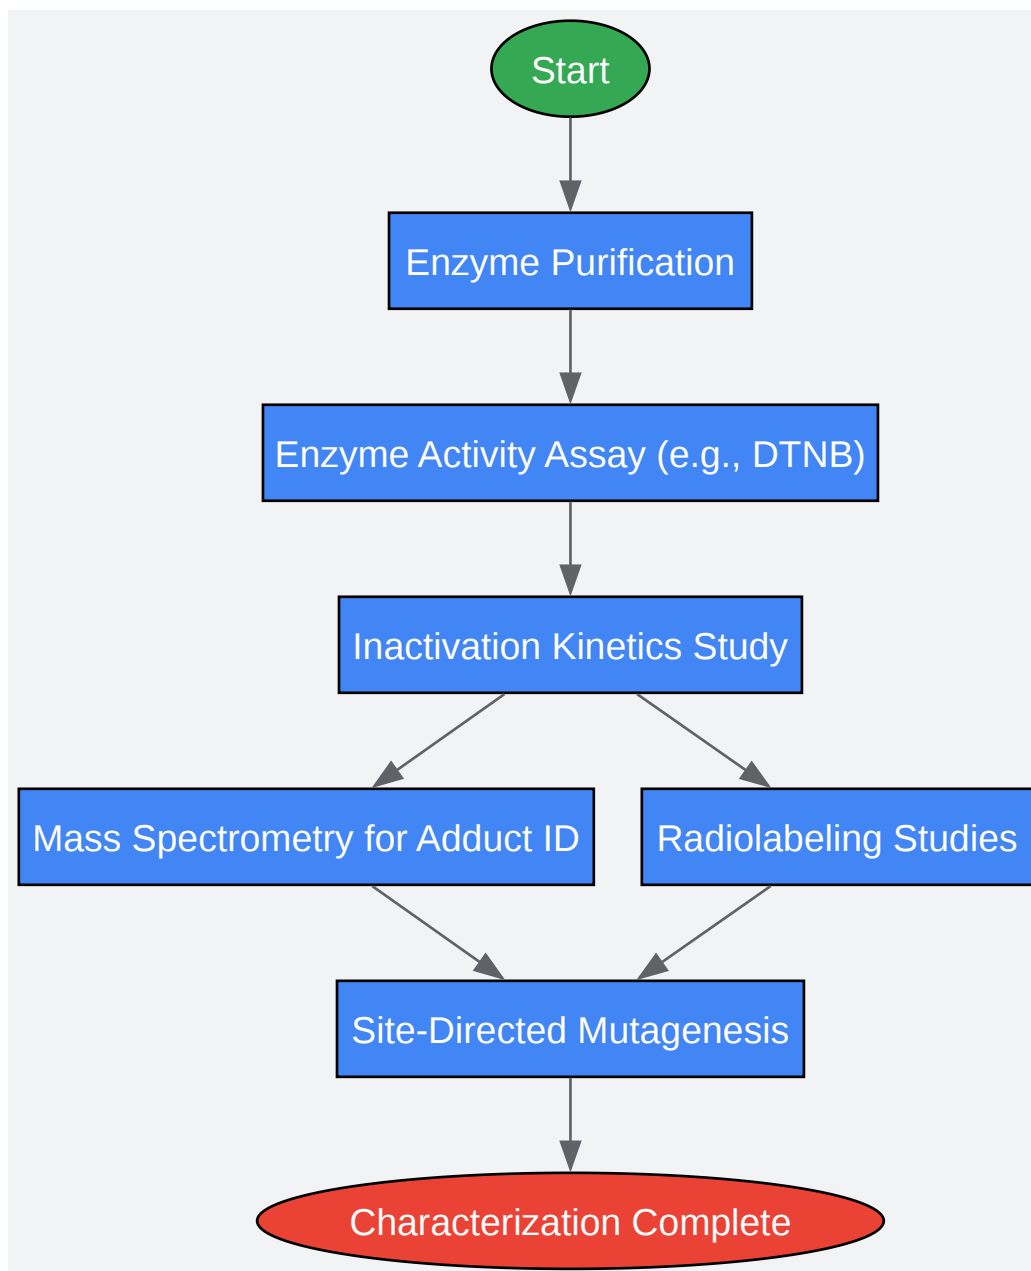 Start
Enzyme Purification
Enzyme Activity Assay (e.g., DTNB)
Inactivation Kinetics Study
Mass Spectrometry for Adduct ID
Radiolabeling Studies
Site-Directed Mutagenesis
Characterization Complete